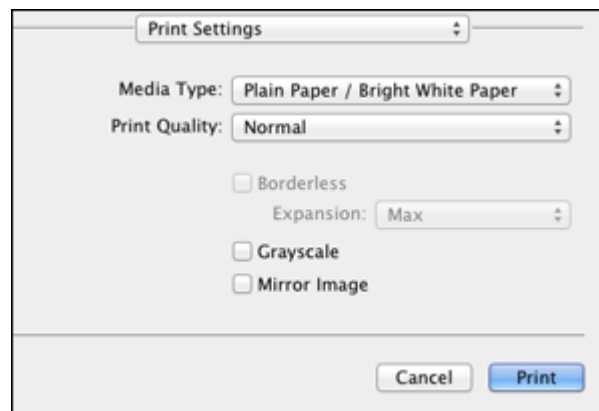 Print Settings
Media Type: Plain Paper / Bright White Paper
Print Quality: Normal
Borderless
Expansion: Max
Grayscale
Mirror Image
Cancel Print